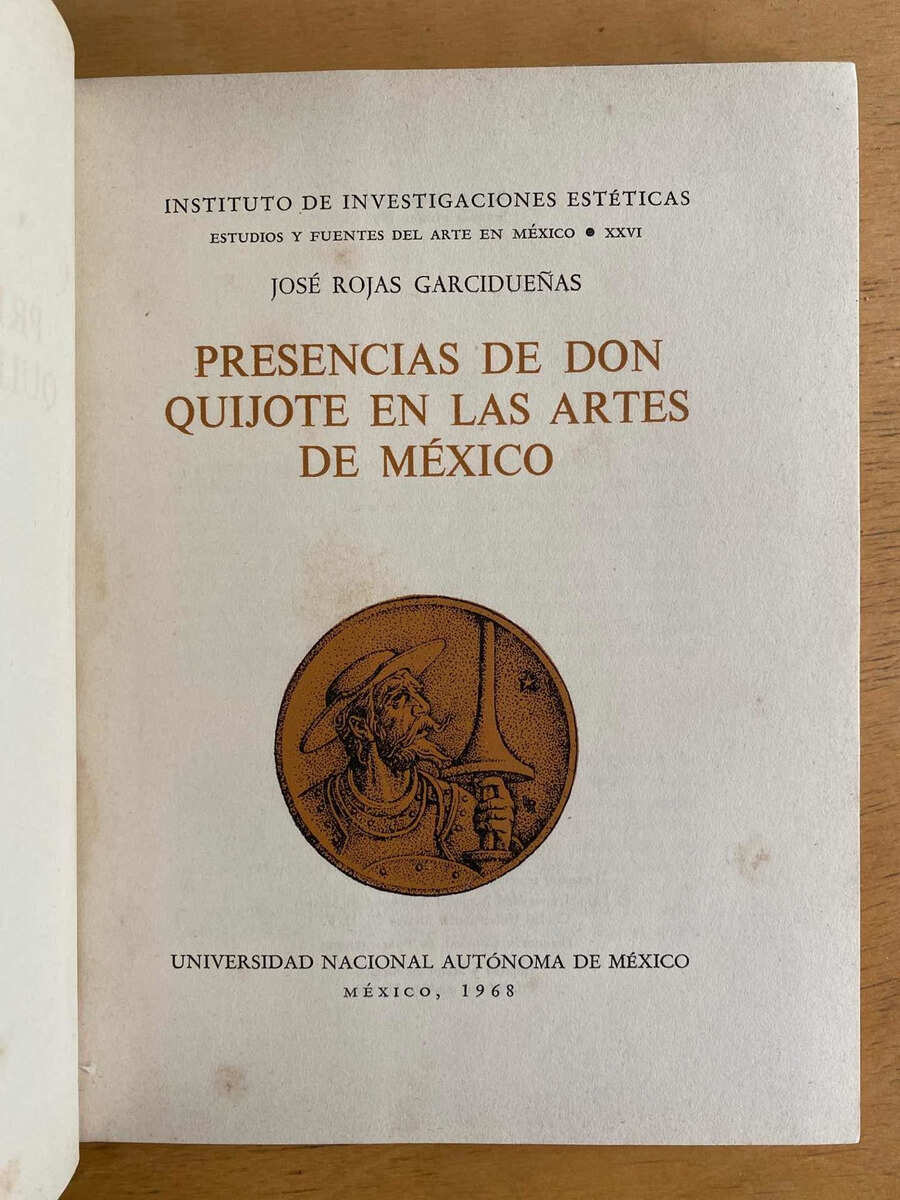 INSTITUTO DE INVESTIGACIONES ESTÉTICAS
ESTUDIOS Y FUENTES DEL ARTE EN MÉXICO • XXVI
JOSÉ ROJAS GARCIDUEÑAS
PRESENCIAS DE DON
QUIJOTE EN LAS ARTES
DE MÉXICO
UNIVERSIDAD NACIONAL AUTÓNOMA DE MÉXICO
MÉXICO, 1968